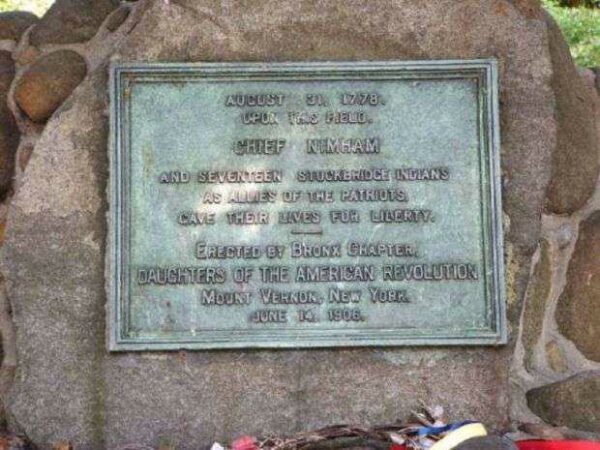 AUGUST 31, 1778.
UPON THIS FIELD.
CHIEF NIMHAM
AND SEVENTEEN STOCKBRIDGE INDIANS
AS ALLIES OF THE PATRIOTS,
GAVE THEIR LIVES FOR LIBERTY.
ERECTED BY BRONX CHAPTER,
DAUGHTERS OF THE AMERICAN REVOLUTION
MOUNT VERNON, NEW YORK.
JUNE 14, 1906.